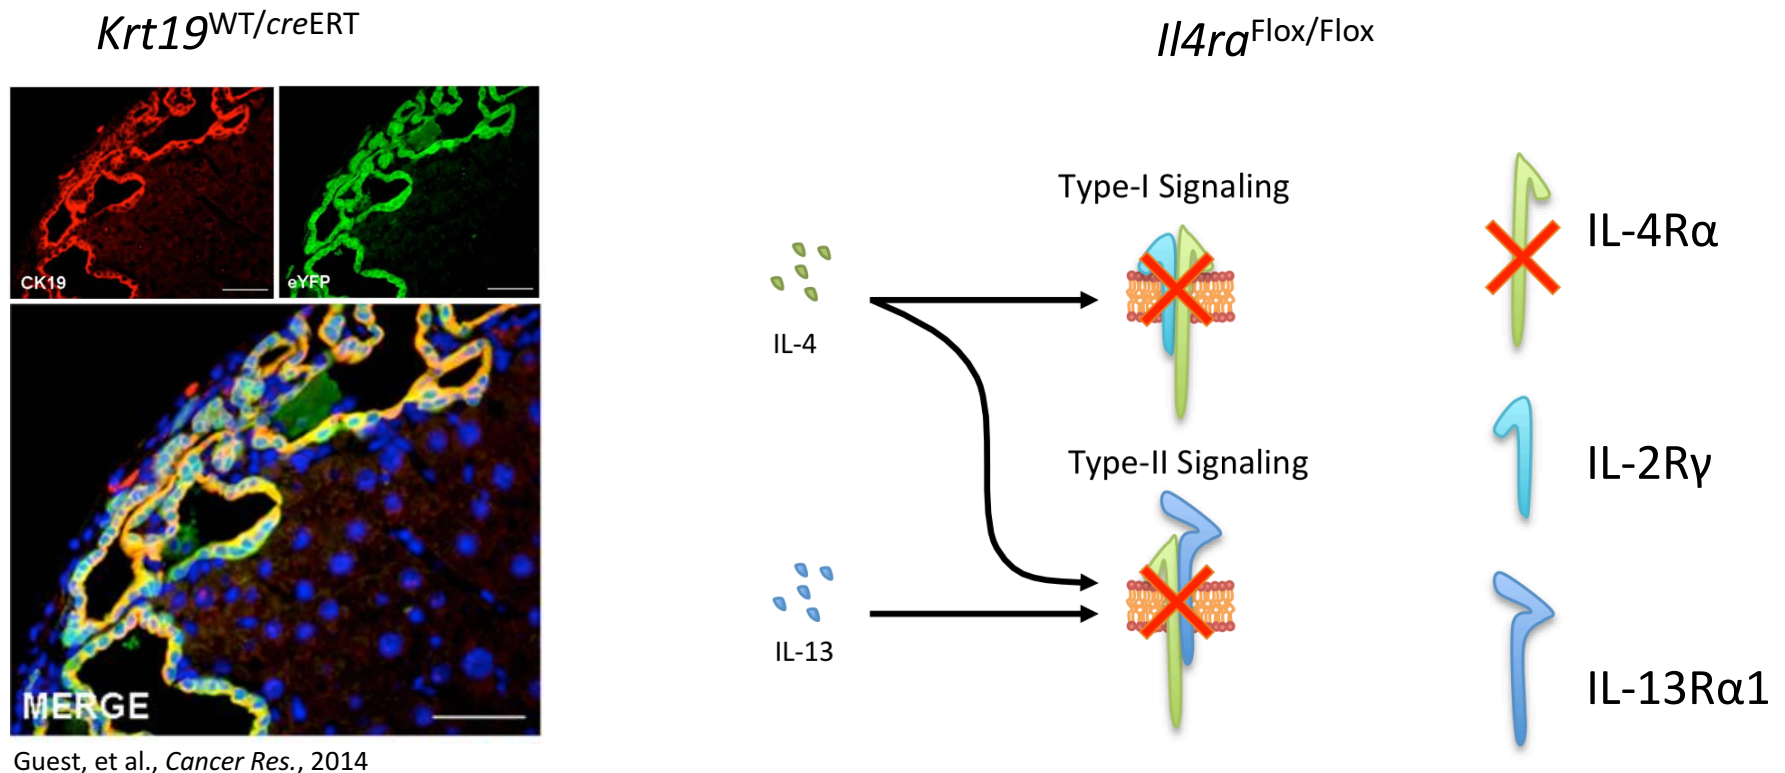 Krt19WT/creERT
Il4raFlox/Flox
CK19
eYFP
MERGE
Guest, et al., Cancer Res., 2014
Type-I Signaling
IL-4
Type-II Signaling
IL-13
IL-4Rα
IL-2Rγ
IL-13Rα1